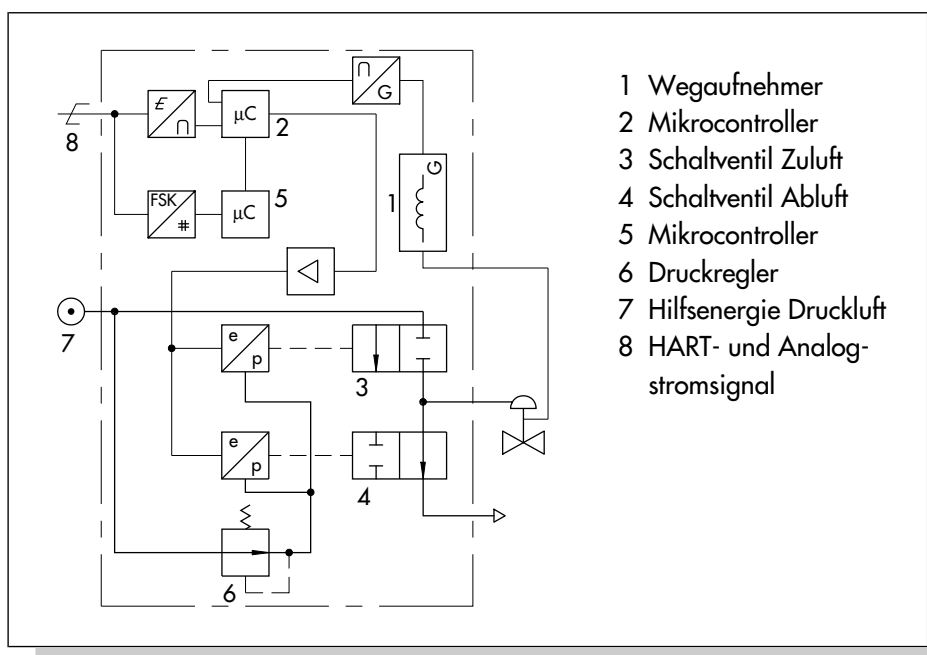 ∩
G
E
∩
µC
2
8
G
1
FSK
#
µC
5
7
e
p
3
e
p
4
6
1 Wegaufnehmer
2 Mikrocontroller
3 Schaltventil Zuluft
4 Schaltventil Abluft
5 Mikrocontroller
6 Druckregler
7 Hilfsenergie Druckluft
8 HART- und Analog-
stromsignal